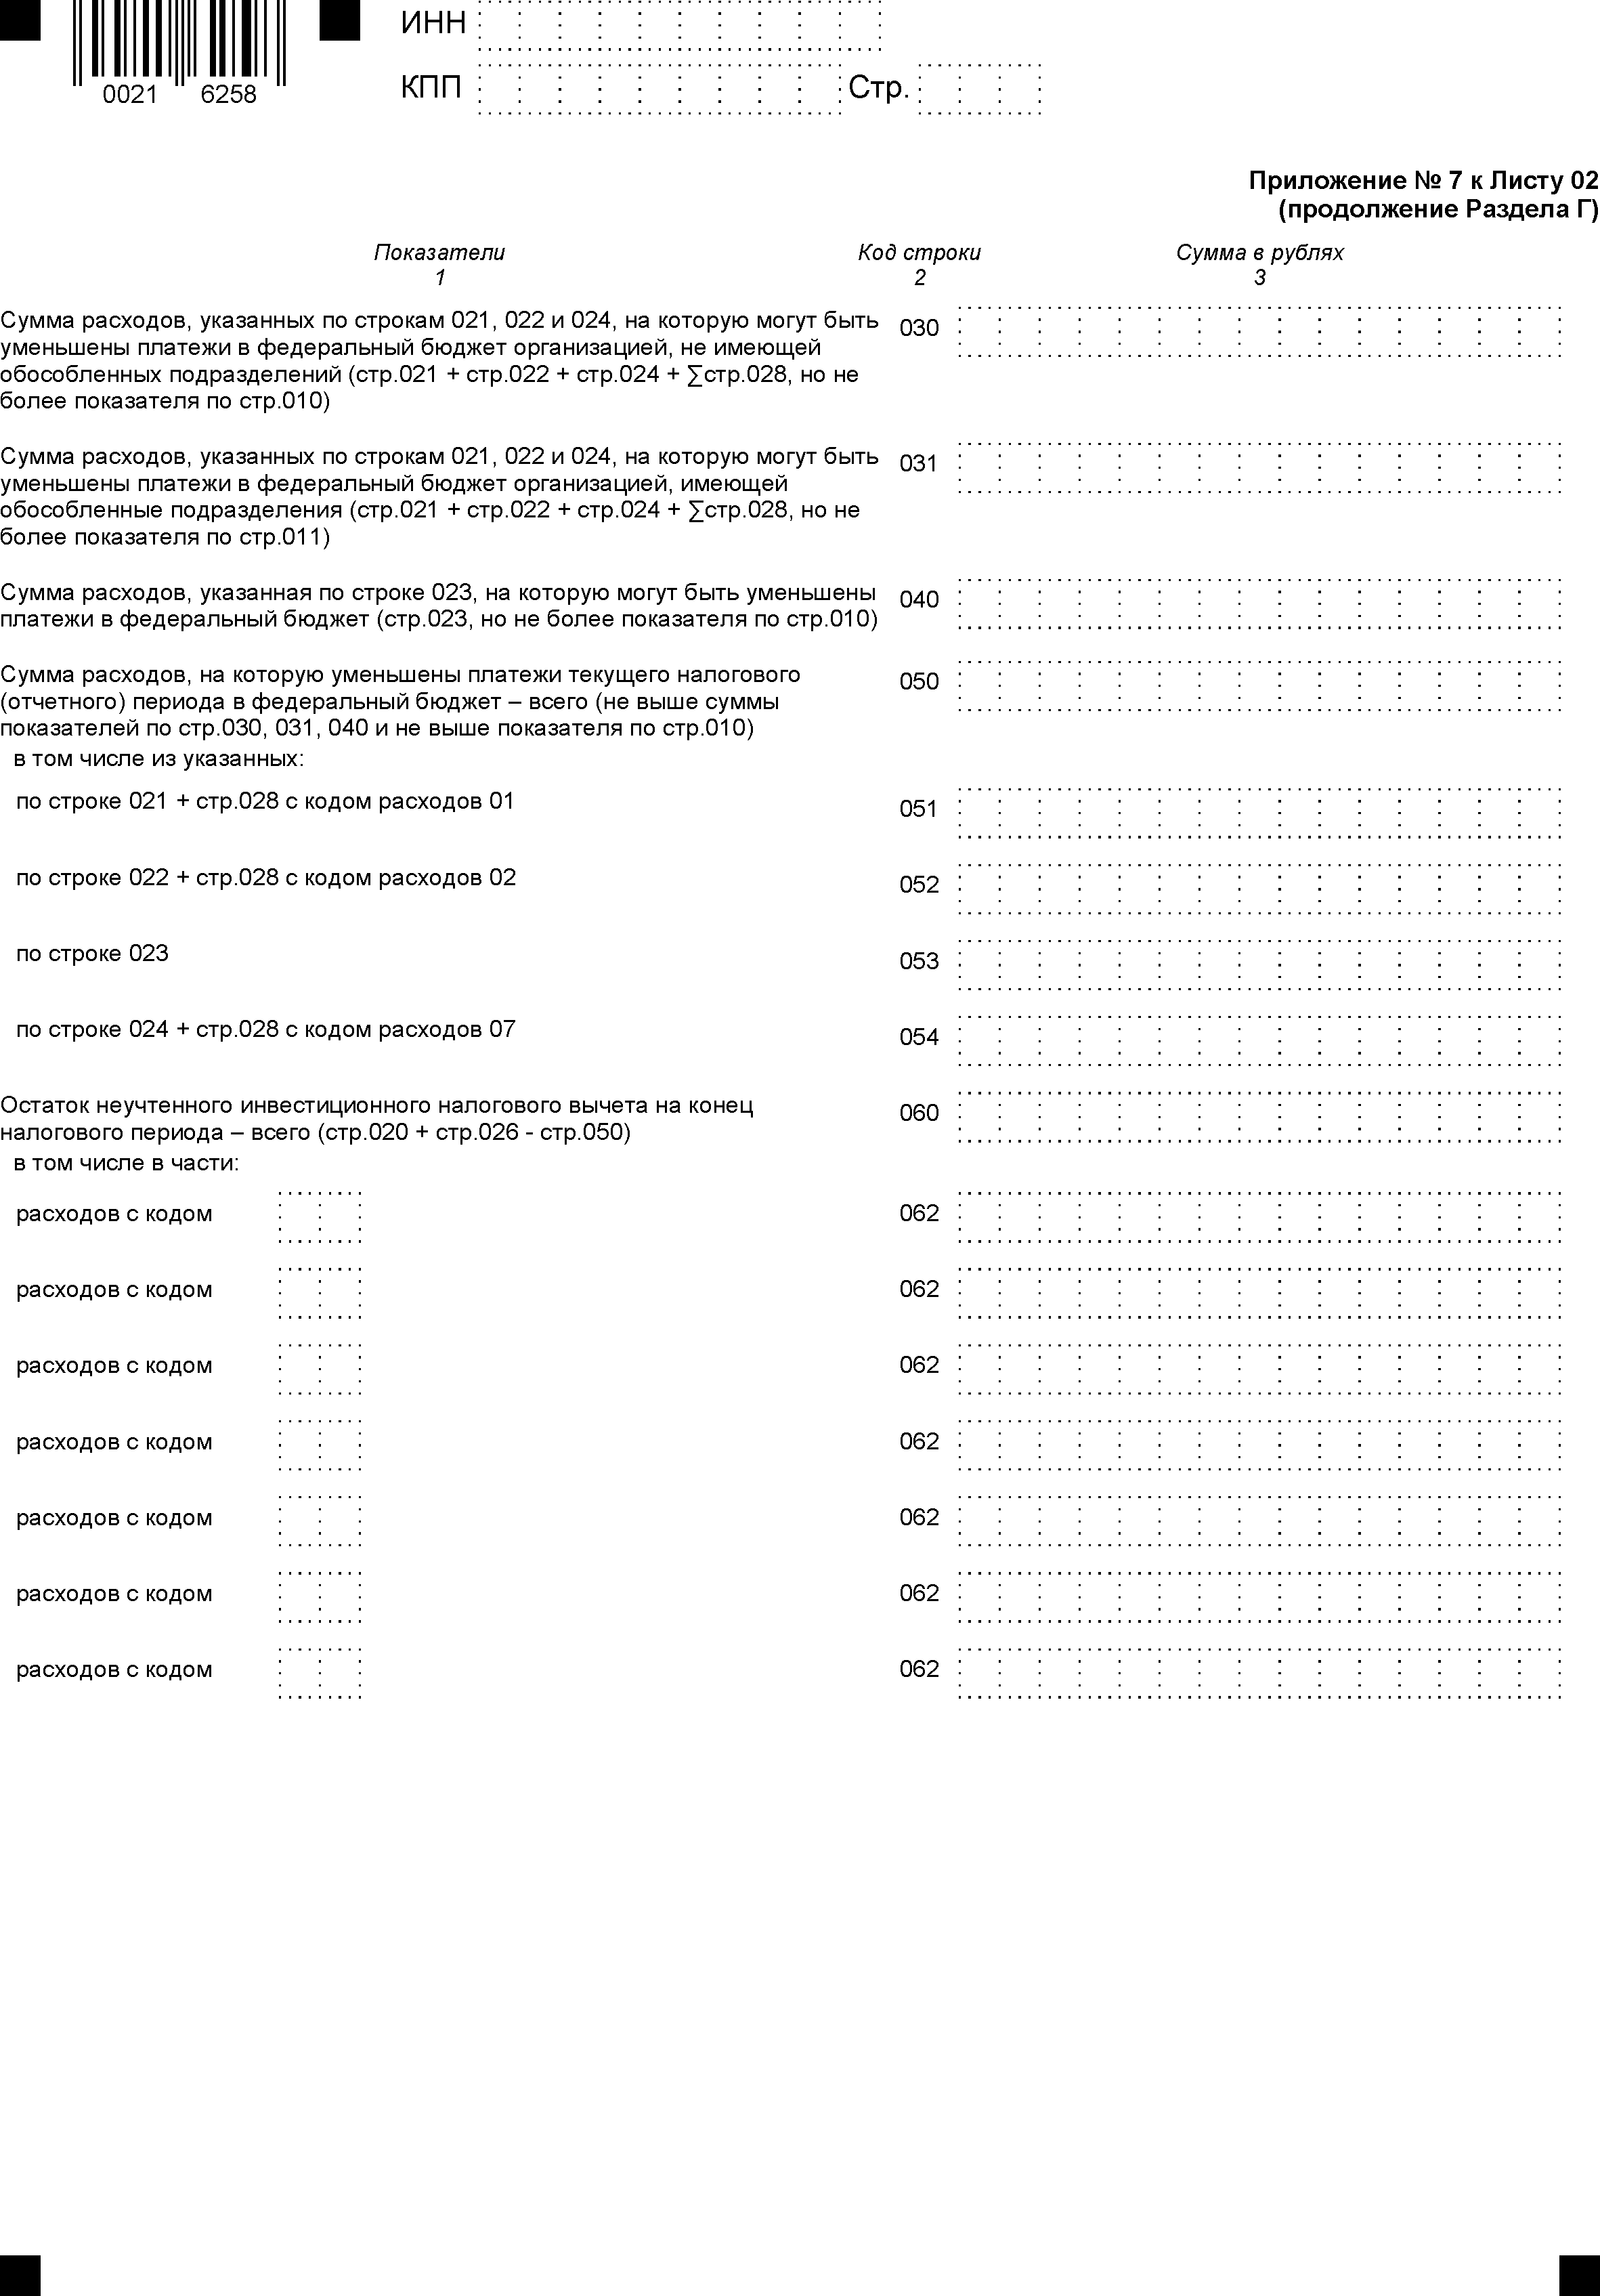 ИНН
0021 6258
КПП Стр.
Приложение № 7 к Листу 02
(продолжение Раздела Г)
Показатели Код строки Сумма в рублях
1 2 3
Сумма расходов, указанных по строкам 021, 022 и 024, на которую могут быть 030
уменьшены платежи в федеральный бюджет организацией, не имеющей
обособленных подразделений (стр.021 + стр.022 + стр.024 + ∑стр.028, но не
более показателя по стр.010)
Сумма расходов, указанных по строкам 021, 022 и 024, на которую могут быть 031
уменьшены платежи в федеральный бюджет организацией, имеющей
обособленные подразделения (стр.021 + стр.022 + стр.024 + ∑стр.028, но не
более показателя по стр.011)
Сумма расходов, указанная по строке 023, на которую могут быть уменьшены 040
платежи в федеральный бюджет (стр.023, но не более показателя по стр.010)
Сумма расходов, на которую уменьшены платежи текущего налогового 050
(отчетного) периода в федеральный бюджет – всего (не выше суммы
показателей по стр.030, 031, 040 и не выше показателя по стр.010)
в том числе из указанных:
по строке 021 + стр.028 с кодом расходов 01 051
по строке 022 + стр.028 с кодом расходов 02 052
по строке 023 053
по строке 024 + стр.028 с кодом расходов 07 054
Остаток неучтенного инвестиционного налогового вычета на конец 060
налогового периода – всего (стр.020 + стр.026 - стр.050)
в том числе в части:
расходов с кодом 062
расходов с кодом 062
расходов с кодом 062
расходов с кодом 062
расходов с кодом 062
расходов с кодом 062
расходов с кодом 062